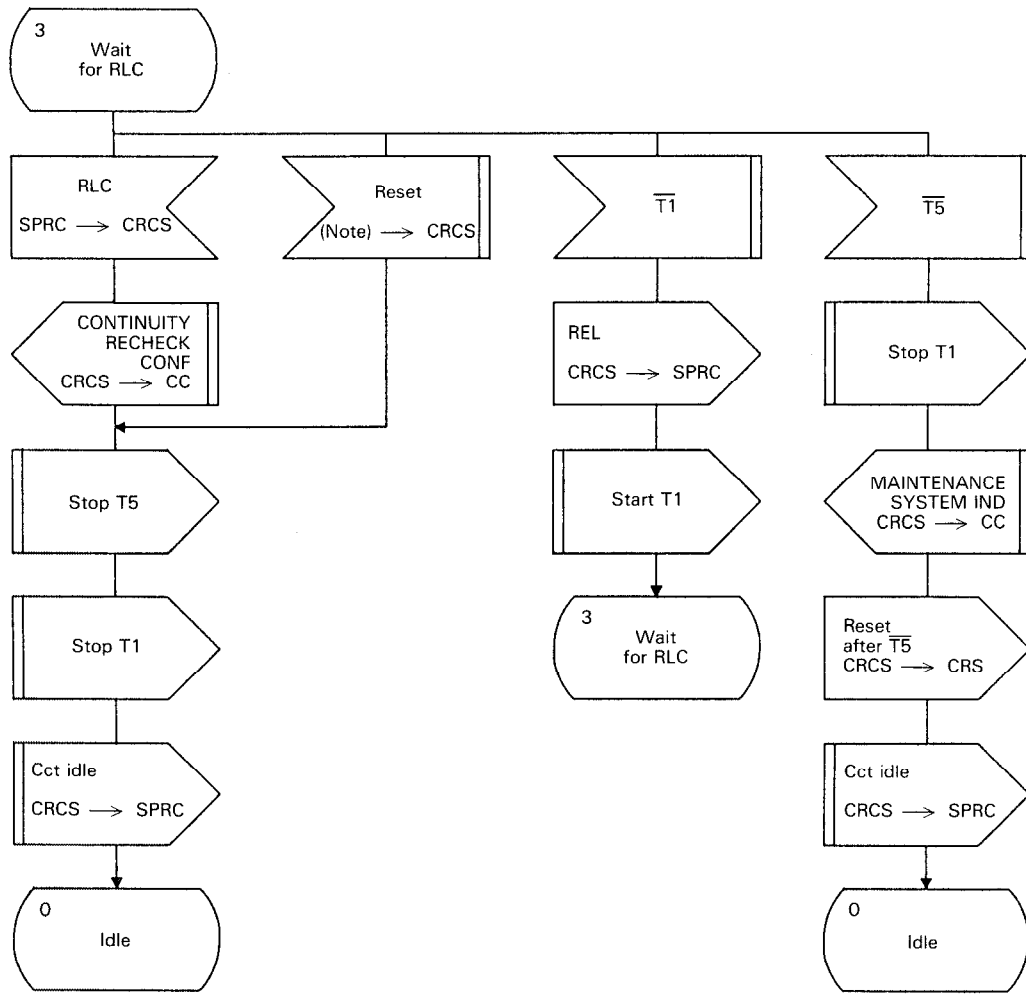 3
Wait
for RLC
RLC
SPRC → CRCS
Reset
(Note) → CRCS
T1
T5
CONTINUITY
RECHECK
CONF
CRCS → CC
REL
CRCS → SPRC
Stop T1
Stop T5
Start T1
MAINTENANCE
SYSTEM IND
CRCS → CC
Stop T1
3
Wait
for RLC
Reset
after T5
CRCS → CRS
Cct idle
CRCS → SPRC
Cct idle
CRCS → SPRC
0
Idle
0
Idle